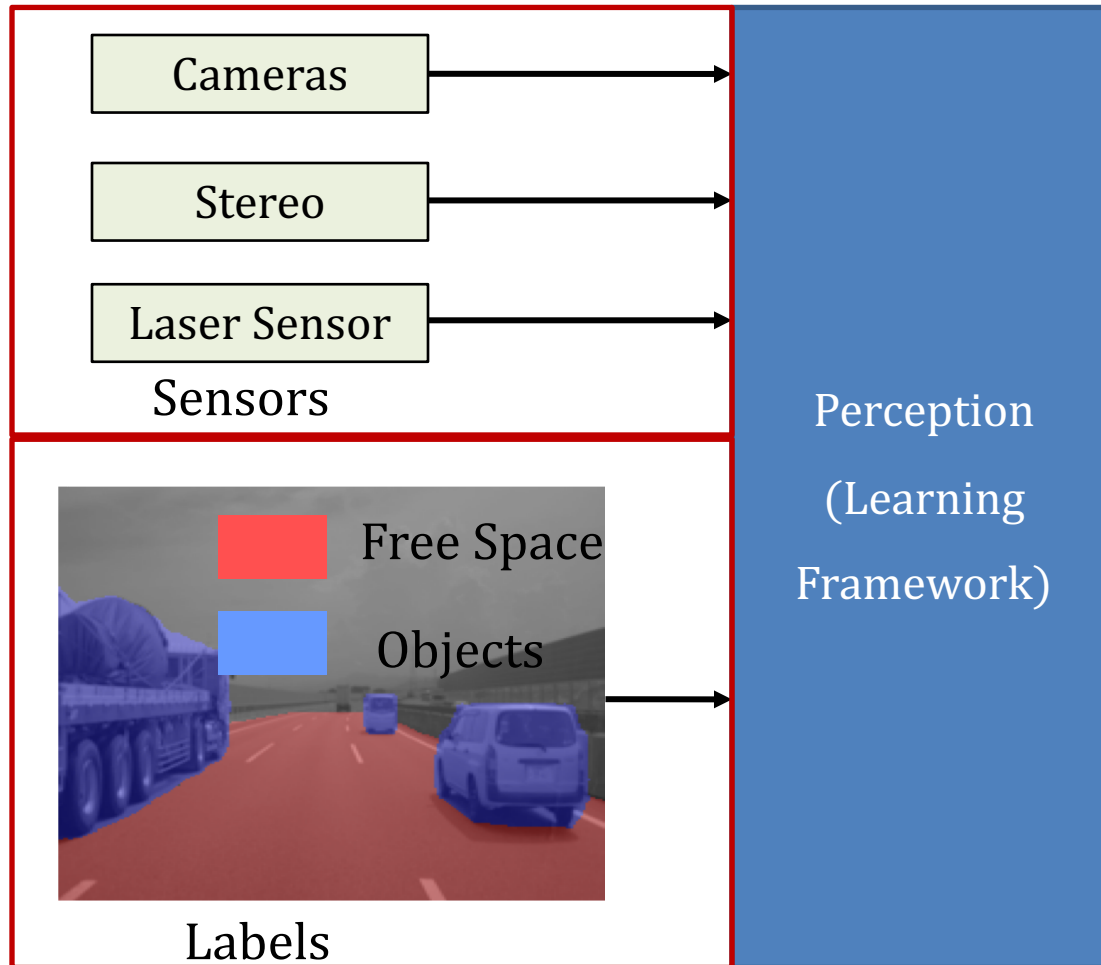 Cameras
Stereo
Laser Sensor
Sensors
Free Space
Objects
Labels
Perception
(Learning
Framework)